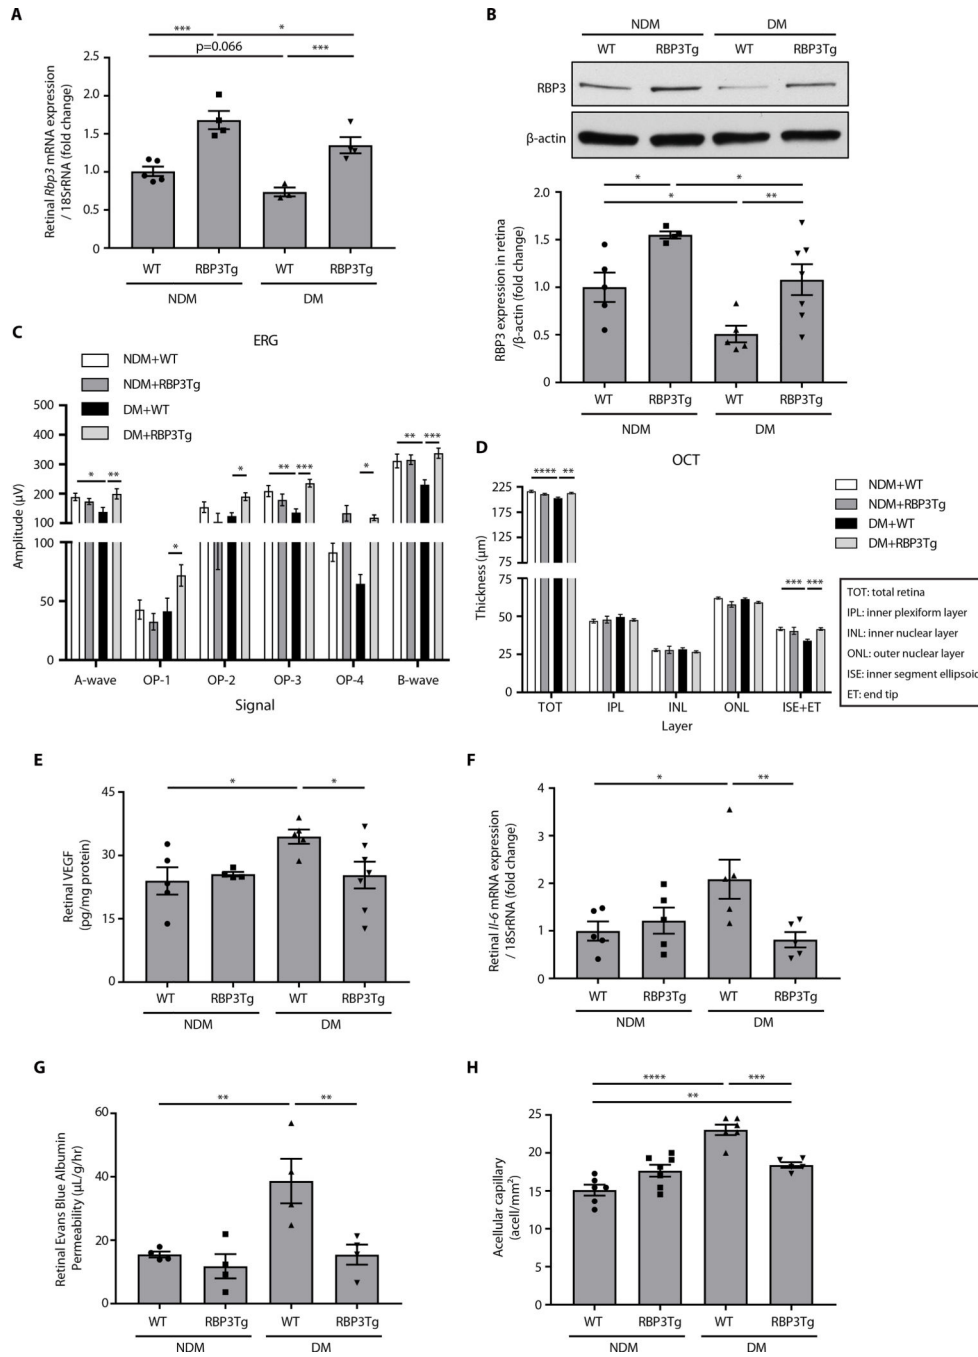 A
***
*
p=0.066
***
Retinal Rbp3 mRNA expression
/ 18SrRNA (fold change)
2.5
2.0
1.5
1.0
0.5
0
WT
RBP3Tg
WT
RBP3Tg
NDM
DM
B
NDM
DM
WT
RBP3Tg
WT
RBP3Tg
RBP3
β-actin
*
*
*
**
RBP3 expression in retina
/β-actin (fold change)
2.0
1.5
1.0
0.5
0
WT
RBP3Tg
WT
RBP3Tg
NDM
DM
C
ERG
NDM+WT
NDM+RBP3Tg
DM+WT
DM+RBP3Tg
Amplitude (μV)
500
400
300
200
100
100
50
0
*
**
*
*
**
***
*
**
***
A-wave
OP-1
OP-2
OP-3
OP-4
B-wave
Signal
D
OCT
NDM+WT
NDM+RBP3Tg
DM+WT
DM+RBP3Tg
Thickness (μm)
225
175
125
75
75
50
25
0
****
**
***
***
TOT
IPL
INL
ONL
ISE+ET
Layer
TOT: total retina
IPL: inner plexiform layer
INL: inner nuclear layer
ONL: outer nuclear layer
ISE: inner segment ellipsoid
ET: end tip
E
*
*
Retinal VEGF
(pg/mg protein)
45
30
15
0
WT
RBP3Tg
WT
RBP3Tg
NDM
DM
F
*
**
Retinal Il-6 mRNA expression
/ 18SrRNA (fold change)
4
3
2
1
0
WT
RBP3Tg
WT
RBP3Tg
NDM
DM
G
**
**
Retinal Evans Blue Albumin
Permeability (μL/g/hr)
60
40
20
0
WT
RBP3Tg
WT
RBP3Tg
NDM
DM
H
****
***
**
Acellular capillary
(acell/mm²)
25
20
15
10
5
0
WT
RBP3Tg
WT
RBP3Tg
NDM
DM